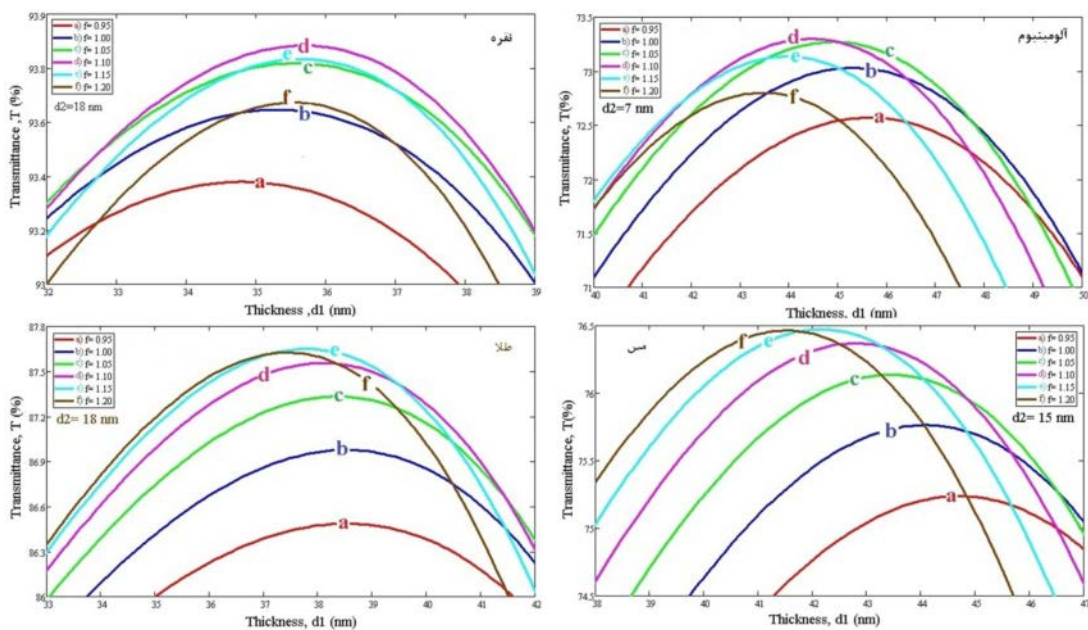 93.9
93.8
93.6
93.4
93.2
93
32
33
34
35
36
37
38
39
Transmittance ,T (%)
Thickness ,d1 (nm)
a) f= 0.95
b) f= 1.00
c) f= 1.05
d) f= 1.10
e) f= 1.15
f) f= 1.20
d2=18 nm
نقره
d
e
c
f
b
a
73
72.5
72
71.5
71
40
41
42
43
44
45
46
47
48
49
50
Transmitance, T(%)
Thickness, d1 (nm)
a) f= 0.95
b) f= 1.00
c) f= 1.05
d) f= 1.10
e) f= 1.15
f) f= 1.20
d2=7 nm
آلومینیوم
d
c
e
b
f
a
87.8
87.5
87.2
86.9
86.6
86.3
86
33
34
35
36
37
38
39
40
41
42
Transmittance, T (%)
Thickness, d1 (nm)
a) f= 0.95
b) f= 1.00
c) f= 1.05
d) f= 1.10
e) f= 1.15
f) f= 1.20
d2= 18 nm
طلا
e
d
f
c
b
a
76.5
76
75.5
75
74.5
38
39
40
41
42
43
44
45
46
Transmittance, T(%)
Thickness, d1 (nm)
a) f= 0.95
b) f= 1.00
c) f= 1.05
d) f= 1.10
e) f= 1.15
f) f= 1.20
d2= 15 nm
مس
f
e
d
c
b
a